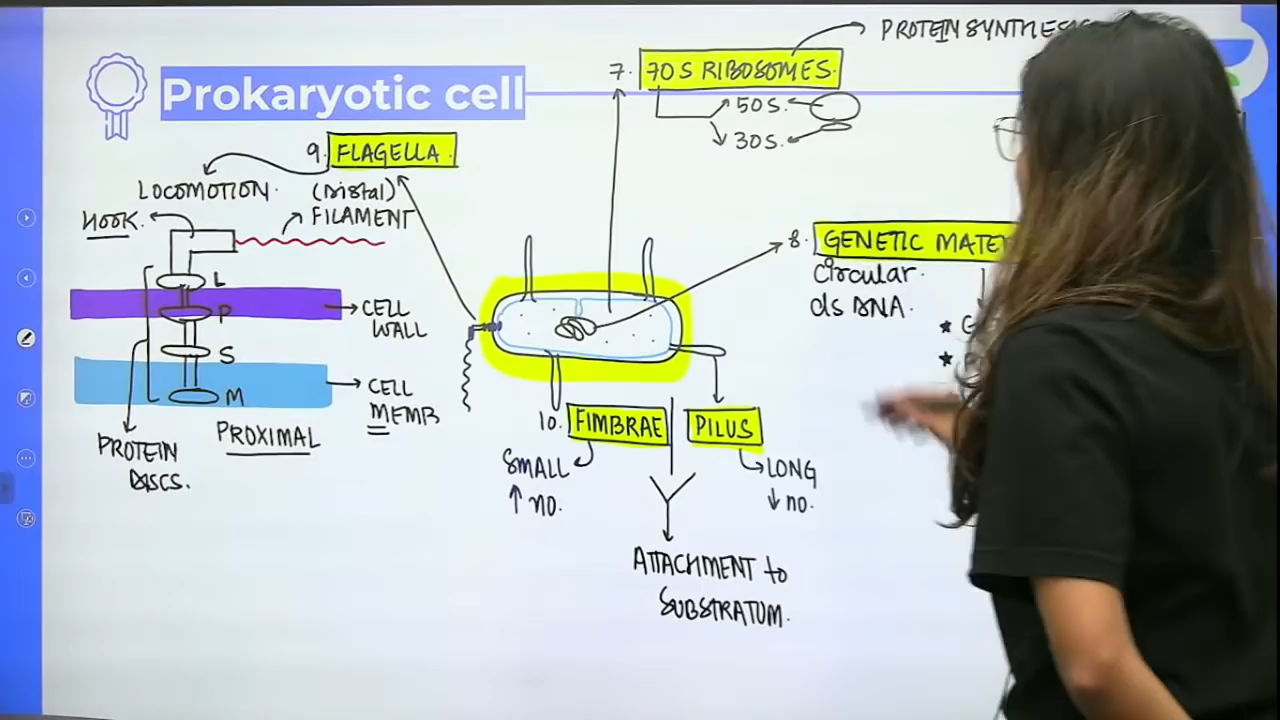 Prokaryotic cell
7. 70S RIBOSOMES.
PROTEIN SYNTHESIS
50S.
30S.
9. FLAGELLA.
LOCOMOTION.
(Distal)
FILAMENT
HOOK.
L
P
S
M
CELL
WALL
CELL
MEMB
PROTEIN
DISCS.
PROXIMAL
8. GENETIC MATE
Circular.
ds DNA.
★ G
★ P
10. FIMBRAE
PILUS
SMALL
↑ no.
LONG
↓ no.
ATTACHMENT to
SUBSTRATUM.